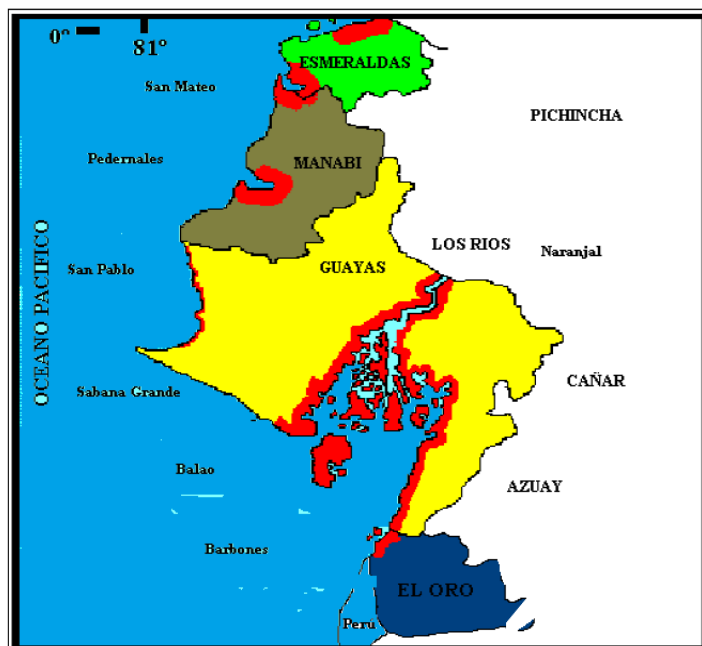 0°
81°
ESMERALDAS
San Mateo
PICHINCHA
Pedernales
MANABI
LOS RIOS
Naranjal
San Pablo
GUAYAS
OCEANO PACIFICO
Sabana Grande
CAÑAR
Balao
AZUAY
Barbones
EL ORO
Perú